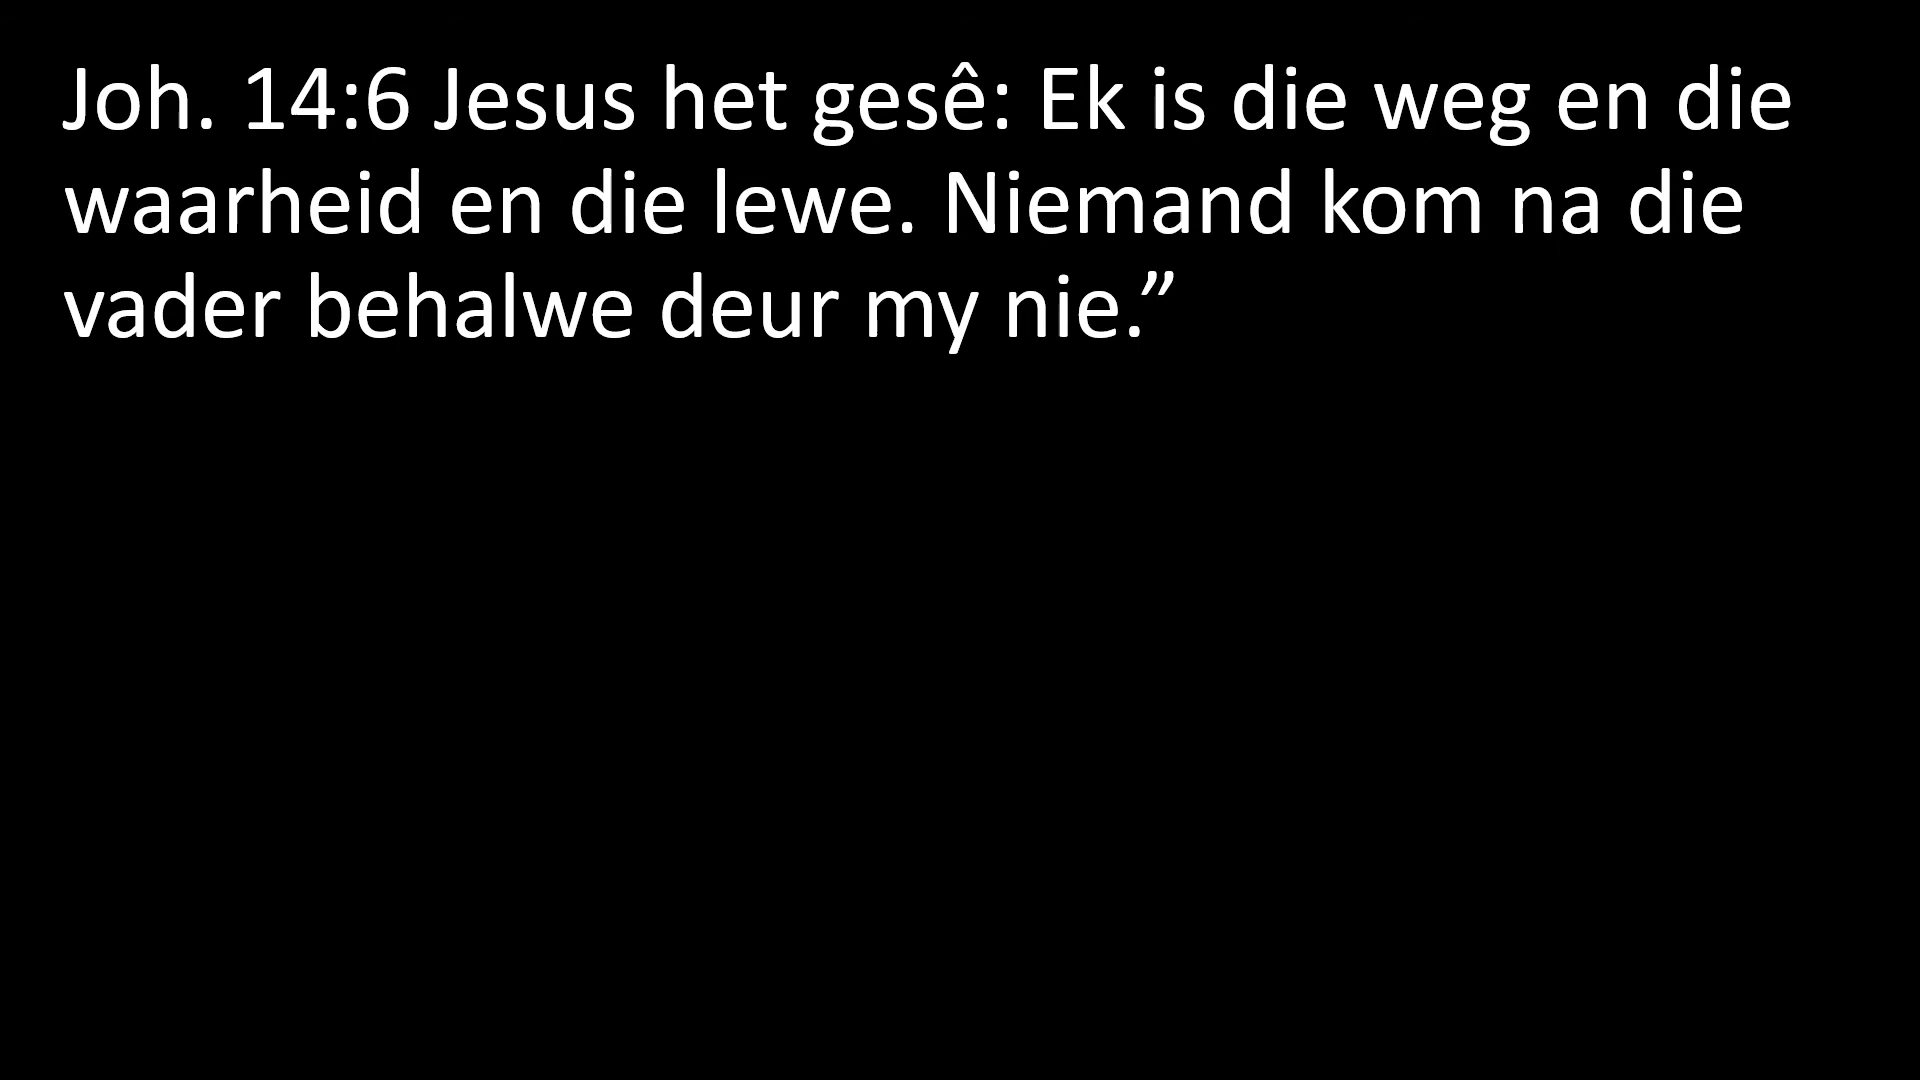 Joh. 14:6 Jesus het gesê: Ek is die weg en die
waarheid en die lewe. Niemand kom na die
vader behalwe deur my nie.”